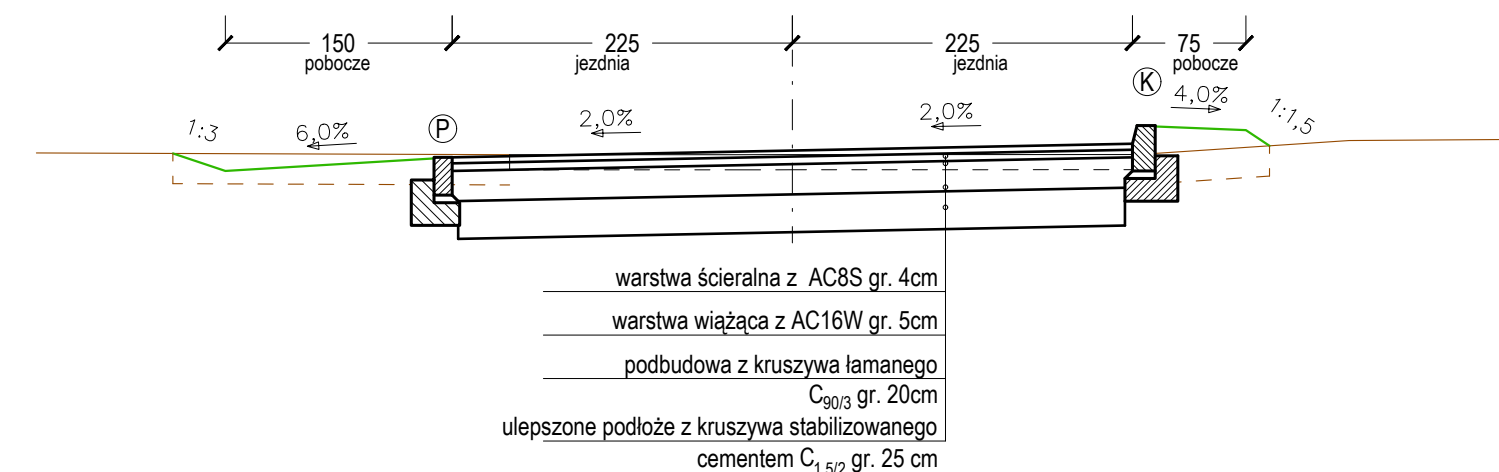 150 225 225 75
pobocze jezdnia jezdnia pobocze
K
4,0%
1:3 6,0% P 2,0% 2,0% 1:1,5
warstwa ścieralna z AC8S gr. 4cm
warstwa wiążąca z AC16W gr. 5cm
podbudowa z kruszywa łamanego
C90/3 gr. 20cm
ulepszone podłoże z kruszywa stabilizowanego
cementem C1,5/2 gr. 25 cm